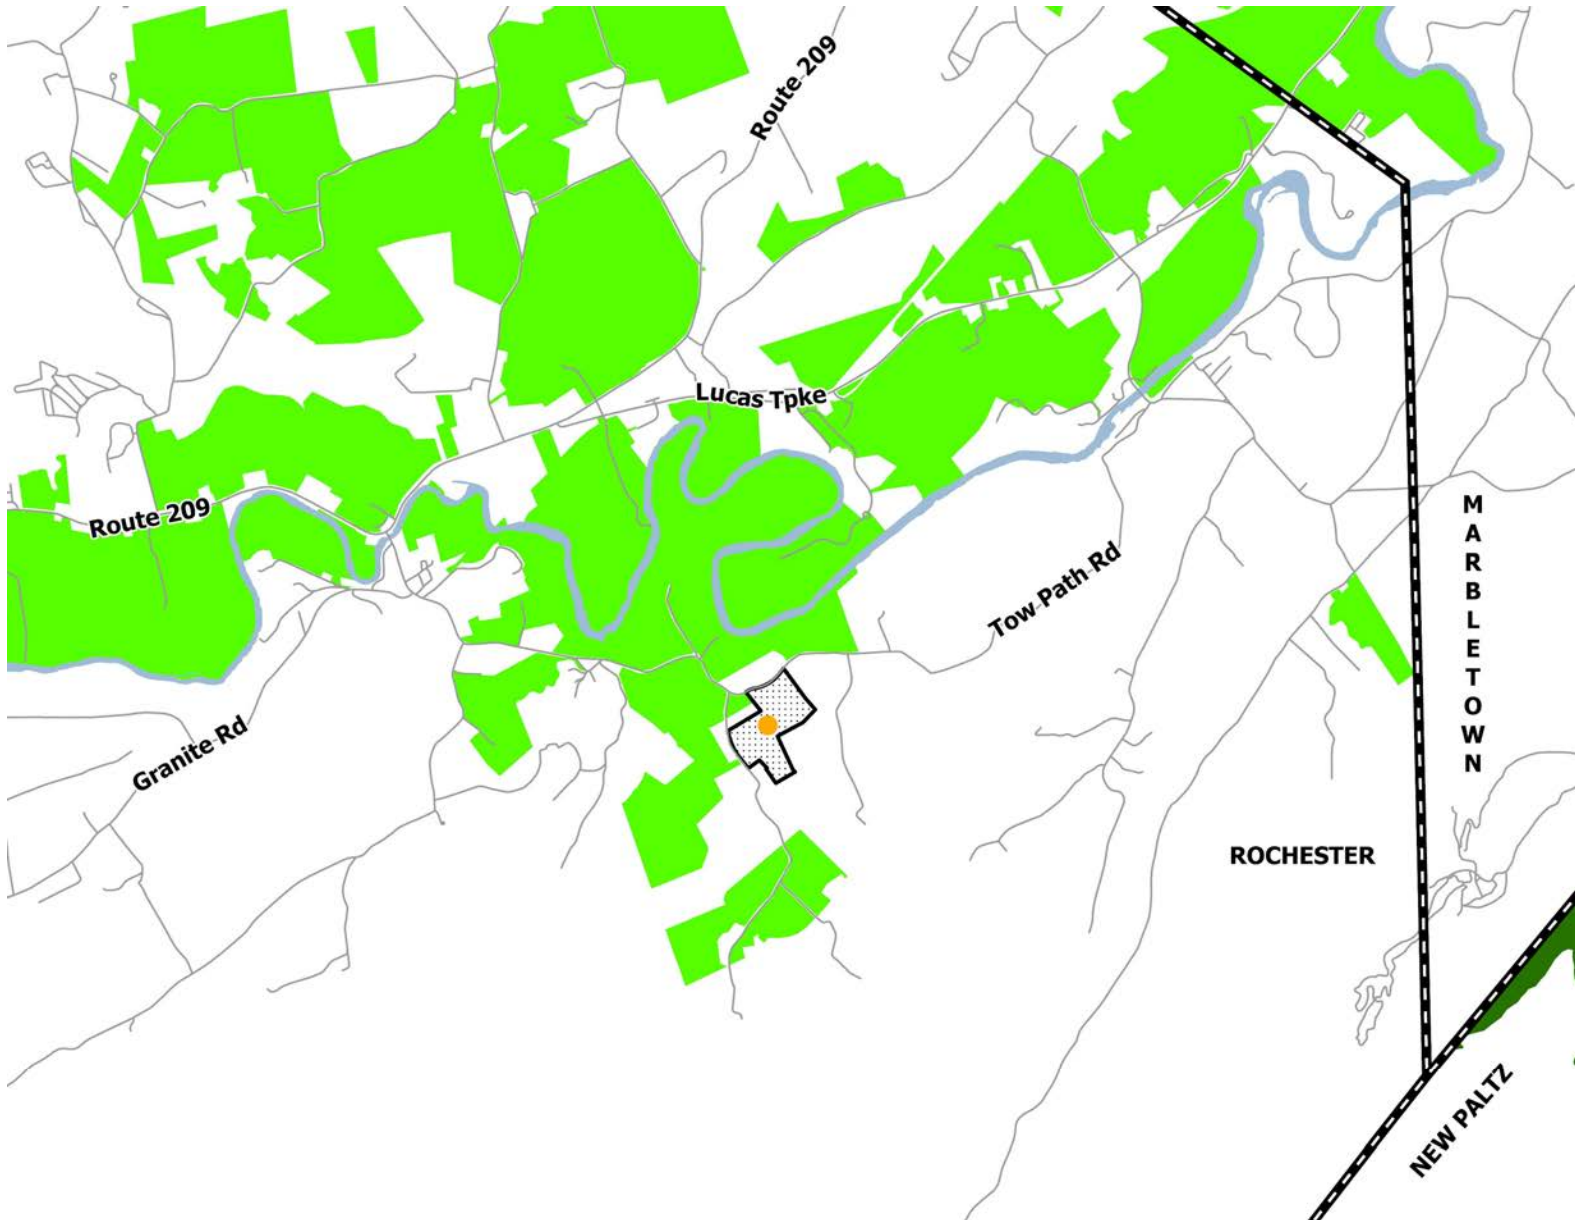 Route 209
Lucas Tpke
Route 209
MARBLETOWN
Tow Path Rd
Granite Rd
ROCHESTER
NEW PALTZ